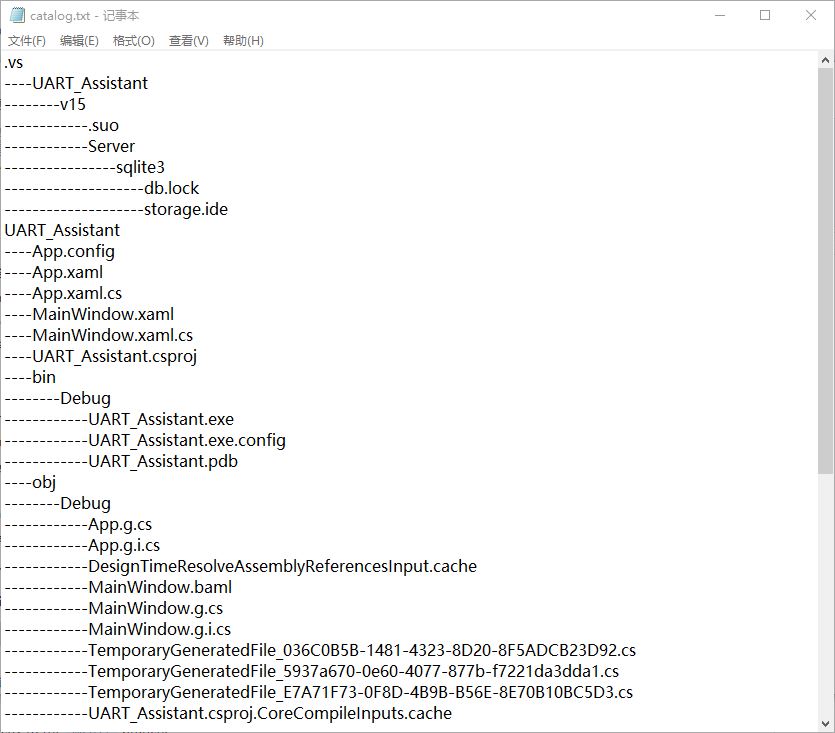 catalog.txt - 记事本
文件(F) 编辑(E) 格式(O) 查看(V) 帮助(H)
.vs
----UART_Assistant
--------v15
------------.suo
------------Server
----------------sqlite3
--------------------db.lock
--------------------storage.ide
UART_Assistant
----App.config
----App.xaml
----App.xaml.cs
----MainWindow.xaml
----MainWindow.xaml.cs
----UART_Assistant.csproj
----bin
--------Debug
------------UART_Assistant.exe
------------UART_Assistant.exe.config
------------UART_Assistant.pdb
----obj
--------Debug
------------App.g.cs
------------App.g.i.cs
------------DesignTimeResolveAssemblyReferencesInput.cache
------------MainWindow.baml
------------MainWindow.g.cs
------------MainWindow.g.i.cs
------------TemporaryGeneratedFile_036C0B5B-1481-4323-8D20-8F5ADCB23D92.cs
------------TemporaryGeneratedFile_5937a670-0e60-4077-877b-f7221da3dda1.cs
------------TemporaryGeneratedFile_E7A71F73-0F8D-4B9B-B56E-8E70B10BC5D3.cs
------------UART_Assistant.csproj.CoreCompileInputs.cache